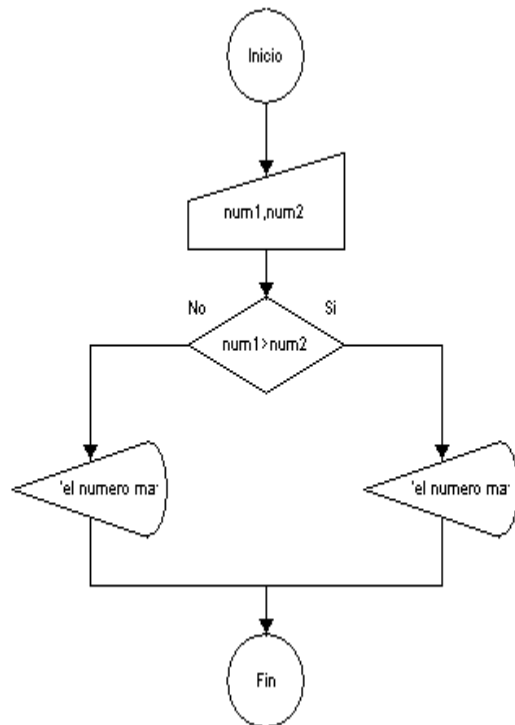 Inicio
num1,num2
No
Si
num1>num2
'el numero ma
'el numero ma
Fin